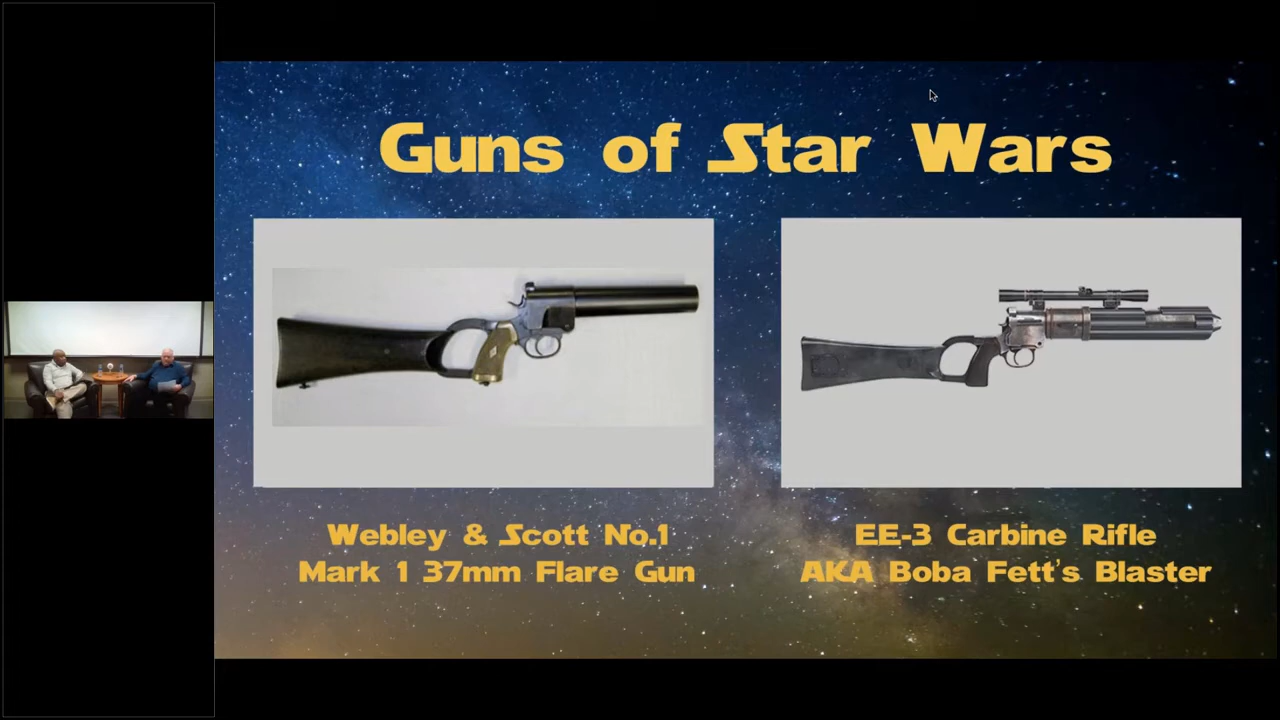 Guns of Star Wars
Webley & Scott No.1
Mark 1 37mm Flare Gun
EE-3 Carbine Rifle
AKA Boba Fett's Blaster